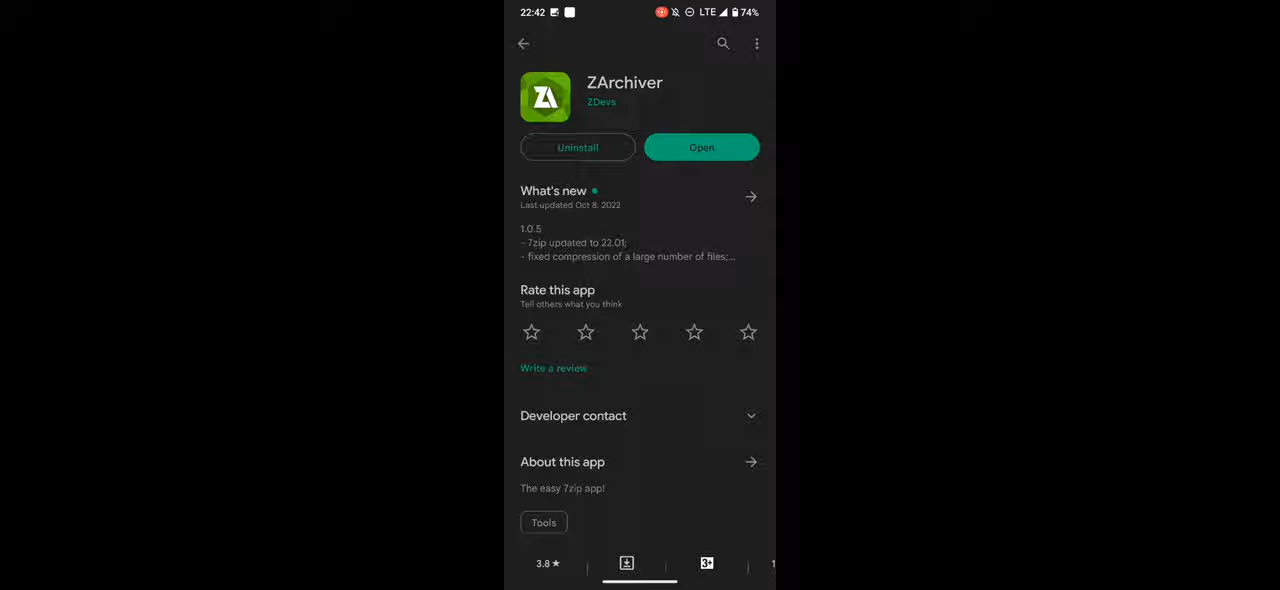 22:42 LTE 74%
ZA
ZArchiver
ZDevs
Uninstall Open
What's new
Last updated Oct 8, 2022
1.0.5
- 7zip updated to 22.01;
- fixed compression of a large number of files;...
Rate this app
Tell others what you think
Write a review
Developer contact
About this app
The easy 7zip app!
Tools
3.8★ 3+ 1